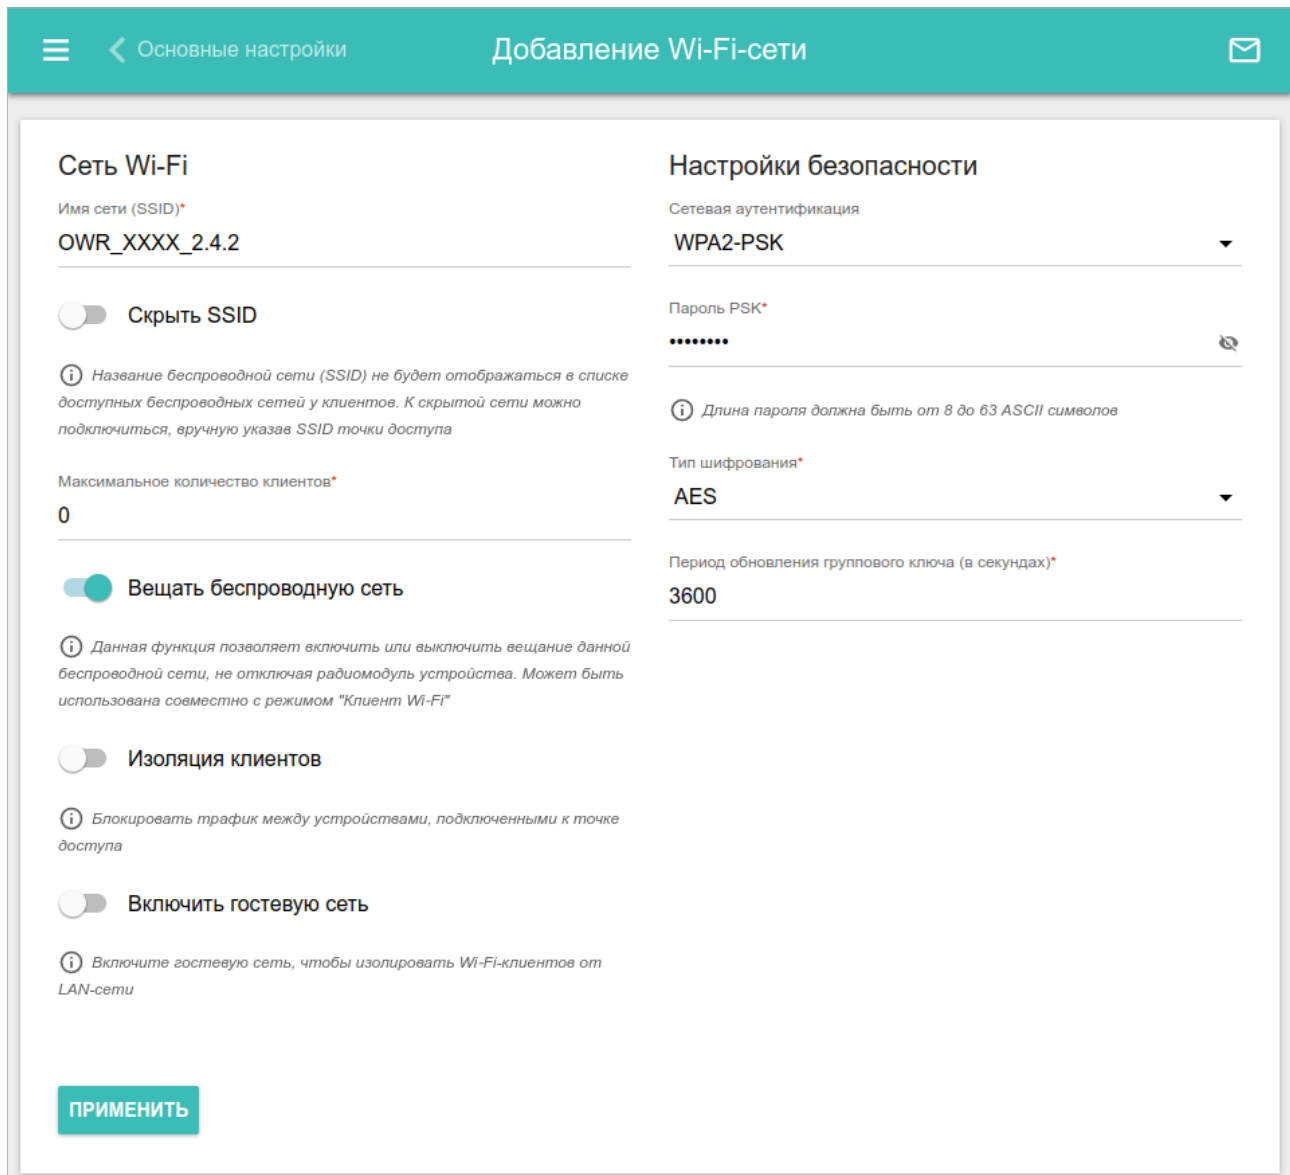 Основные настройки
Добавление Wi-Fi-сети
Сеть Wi-Fi
Имя сети (SSID)*
OWR_XXXX_2.4.2
Скрыть SSID
Название беспроводной сети (SSID) не будет отображаться в списке
доступных беспроводных сетей у клиентов. К скрытой сети можно
подключиться, вручную указав SSID точки доступа
Максимальное количество клиентов*
0
Вещать беспроводную сеть
Данная функция позволяет включить или выключить вещание данной
беспроводной сети, не отключая радиомодуль устройства. Может быть
использована совместно с режимом "Клиент Wi-Fi"
Изоляция клиентов
Блокировать трафик между устройствами, подключенными к точке
доступа
Включить гостевую сеть
Включите гостевую сеть, чтобы изолировать Wi-Fi-клиентов от
LAN-сети
ПРИМЕНИТЬ
Настройки безопасности
Сетевая аутентификация
WPA2-PSK
Пароль PSK*
••••••••
Длина пароля должна быть от 8 до 63 ASCII символов
Тип шифрования*
AES
Период обновления группового ключа (в секундах)*
3600